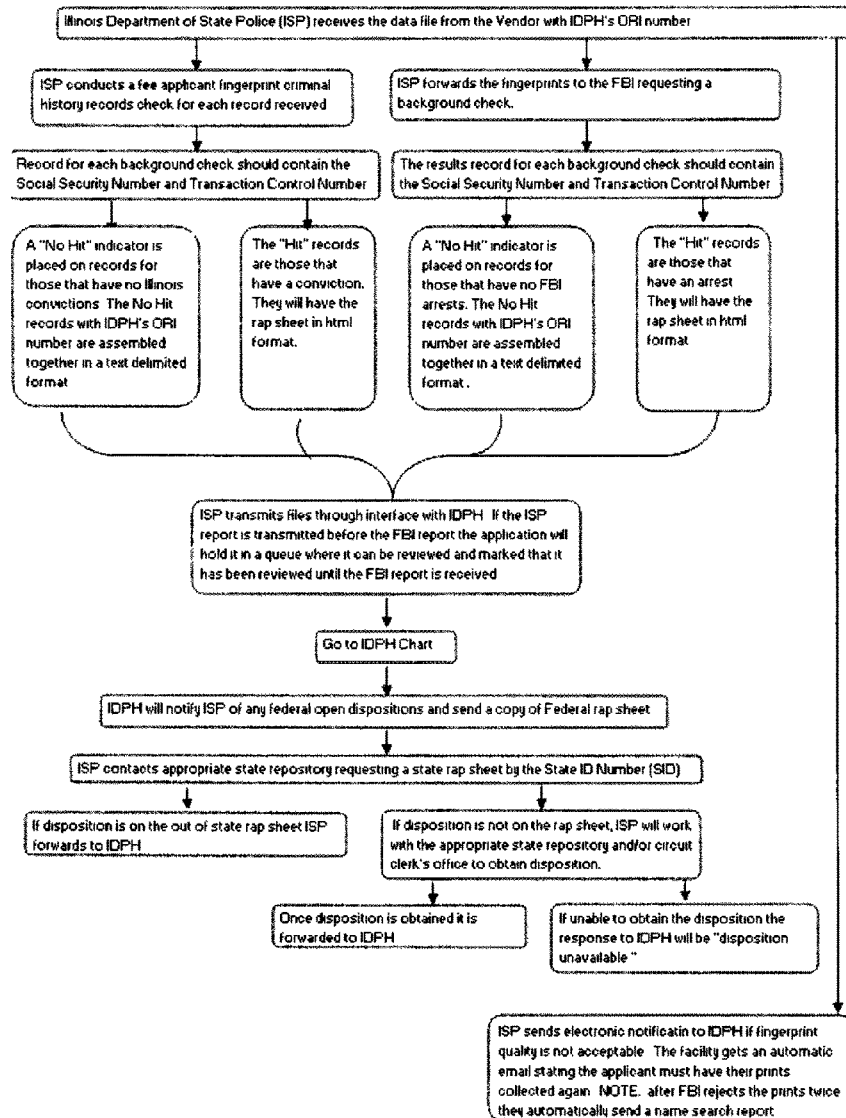 Illinois Department of State Police (ISP) receives the data file from the Vendor with IDPH's ORI number
ISP conducts a fee applicant fingerprint criminal
history records check for each record received
ISP forwards the fingerprints to the FBI requesting a
background check.
Record for each background check should contain the
Social Security Number and Transaction Control Number
The results record for each background check should contain
the Social Security Number and Transaction Control Number
A "No Hit" indicator is
placed on records for
those that have no Illinois
convictions The No Hit
records with IDPH's ORI
number are assembled
together in a text delimited
format
The "Hit" records
are those that
have a conviction.
They will have the
rap sheet in html
format.
A "No Hit" indicator is
placed on records for
those that have no FBI
arrests. The No Hit
records with IDPH's ORI
number are assembled
together in a text delimited
format .
The "Hit" records
are those that
have an arrest
They will have the
rap sheet in html
format
ISP transmits files through interface with IDPH If the ISP
report is transmitted before the FBI report the application will
hold it in a queue where it can be reviewed and marked that it
has been reviewed until the FBI report is received
Go to IDPH Chart
IDPH will notify ISP of any federal open dispositions and send a copy of Federal rap sheet
ISP contacts appropriate state repository requesting a state rap sheet by the State ID Number (SID)
If disposition is on the out of state rap sheet ISP
forwards to IDPH
If disposition is not on the rap sheet, ISP will work
with the appropriate state repository and/or circuit
clerk's office to obtain disposition.
Once disposition is obtained it is
forwarded to IDPH
If unable to obtain the disposition the
response to IDPH will be "disposition
unavailable "
ISP sends electronic notificatin to IDPH if fingerprint
quality is not acceptable The facility gets an automatic
email stating the applicant must have their prints
collected again NOTE. after FBI rejects the prints twice
they automatically send a name search report